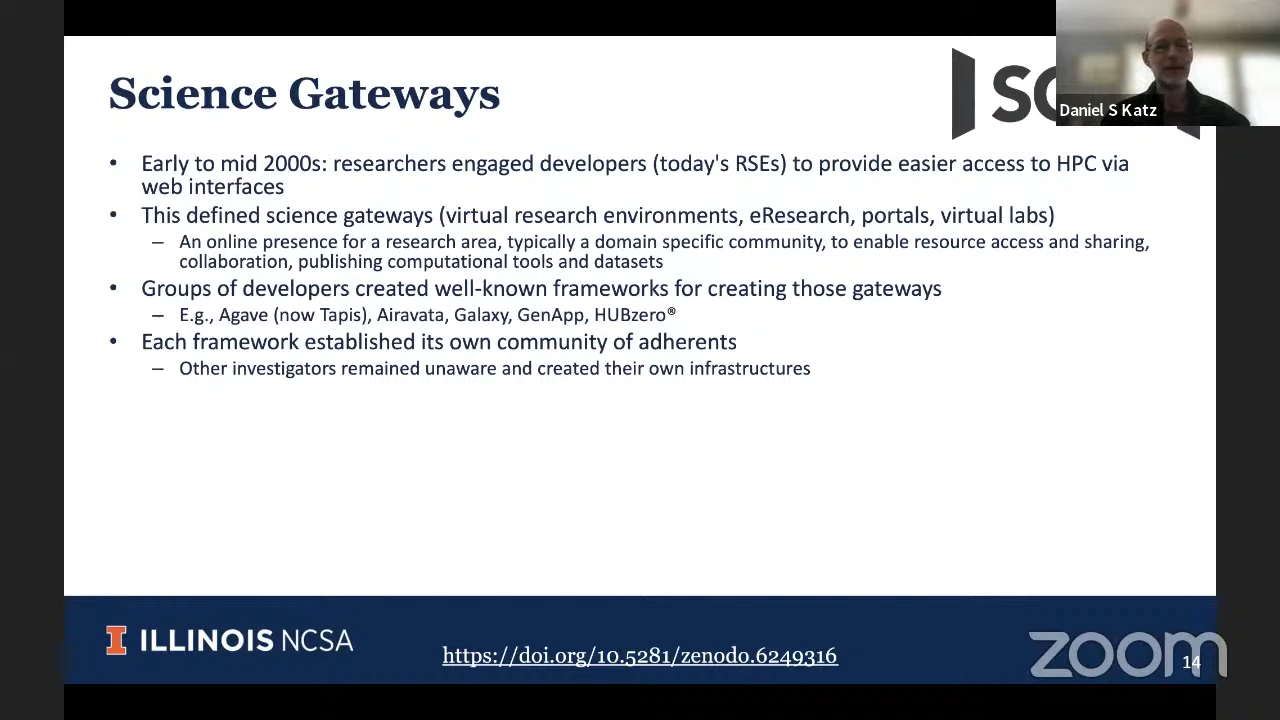 Science Gateways
Daniel S Katz
• Early to mid 2000s: researchers engaged developers (today's RSEs) to provide easier access to HPC via
web interfaces
• This defined science gateways (virtual research environments, eResearch, portals, virtual labs)
– An online presence for a research area, typically a domain specific community, to enable resource access and sharing,
collaboration, publishing computational tools and datasets
• Groups of developers created well-known frameworks for creating those gateways
– E.g., Agave (now Tapis), Airavata, Galaxy, GenApp, HUBzero®
• Each framework established its own community of adherents
– Other investigators remained unaware and created their own infrastructures
I ILLINOIS NCSA
https://doi.org/10.5281/zenodo.6249316
zoom
14